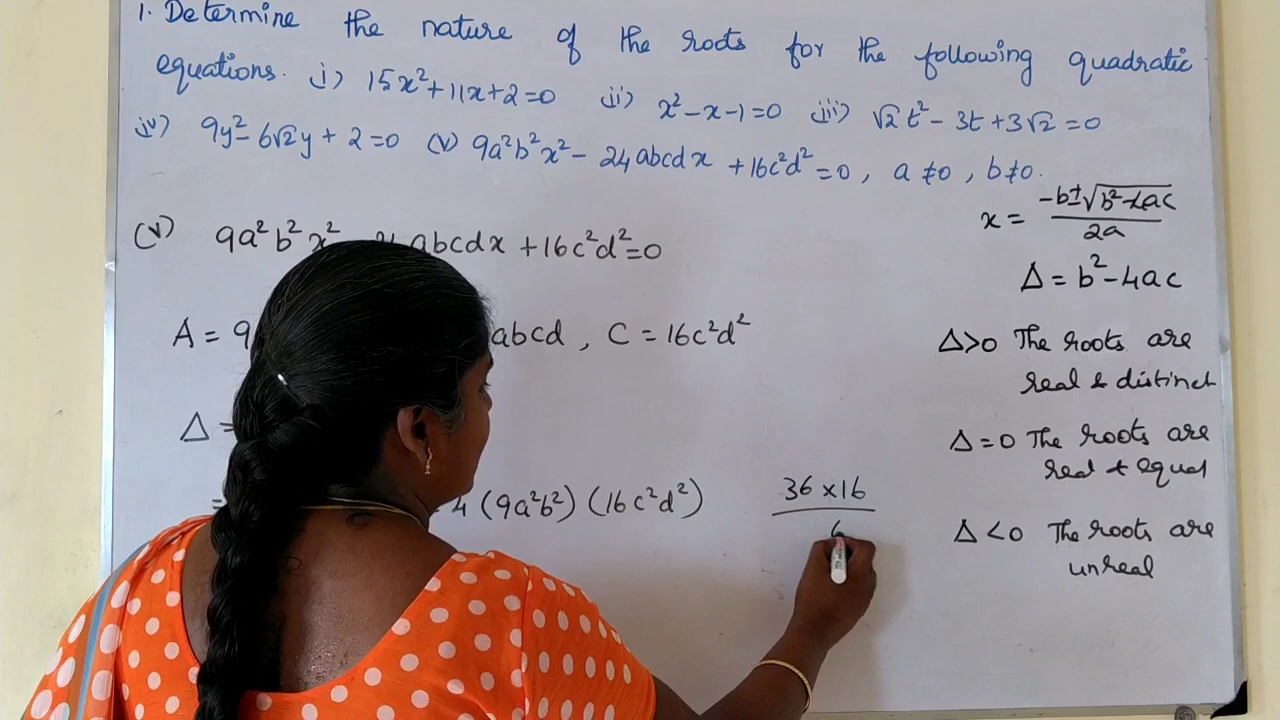 1. Determine the nature of the roots for the following quadratic
equations. i) 15x²+11x+2=0 ii) x²-x-1=0 iii) √2t²-3t+3√2=0
iv) 9y²-6√2y+2=0 (v) 9a²b²x²-24abcdx+16c²d²=0, a≠0, b≠0.
x = (-b±√(b²-4ac))/2a
(v) 9a²b²x² abcdx+16c²d²=0
Δ = b²-4ac
A = 9 abcd, C = 16c²d²
Δ>0 The roots are
real & distinct
Δ =
Δ=0 The roots are
real & equal
= 4(9a²b²)(16c²d²)
36×16
6
Δ<0 The roots are
unreal